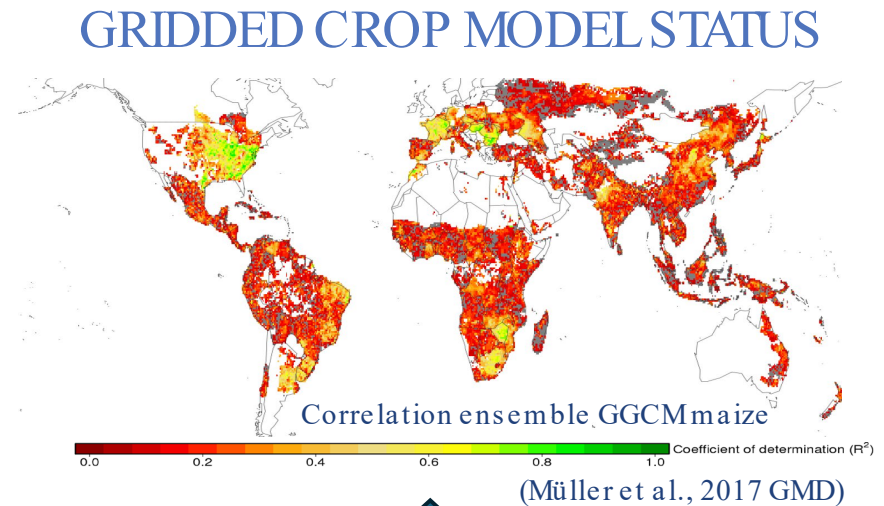 GRIDDED CROP MODEL STATUS
Correlation ensemble GGCM maize
0.0 0.2 0.4 0.6 0.8 1.0 Coefficient of determination (R²)
(Müller et al., 2017 GMD)